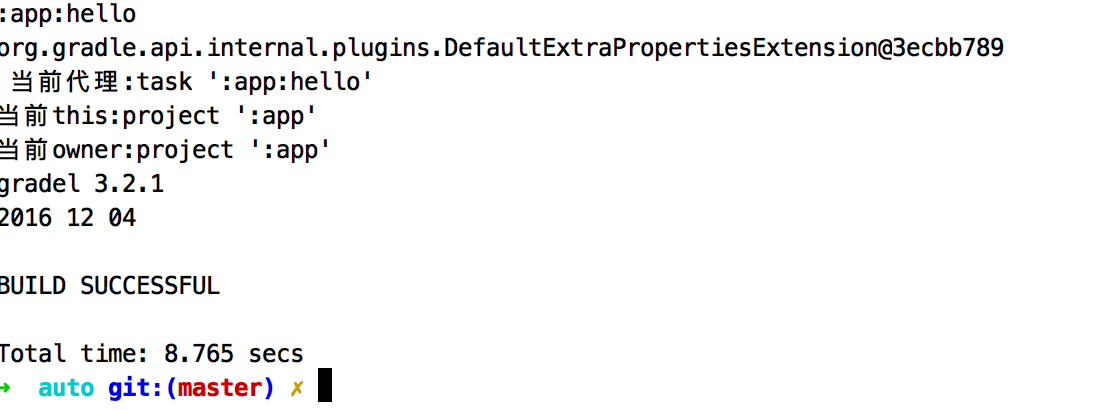 :app:hello
org.gradle.api.internal.plugins.DefaultExtraPropertiesExtension@3ecbb789
当前代理:task ':app:hello'
当前this:project ':app'
当前owner:project ':app'
gradel 3.2.1
2016 12 04
BUILD SUCCESSFUL
Total time: 8.765 secs
→ auto git:(master) ✗